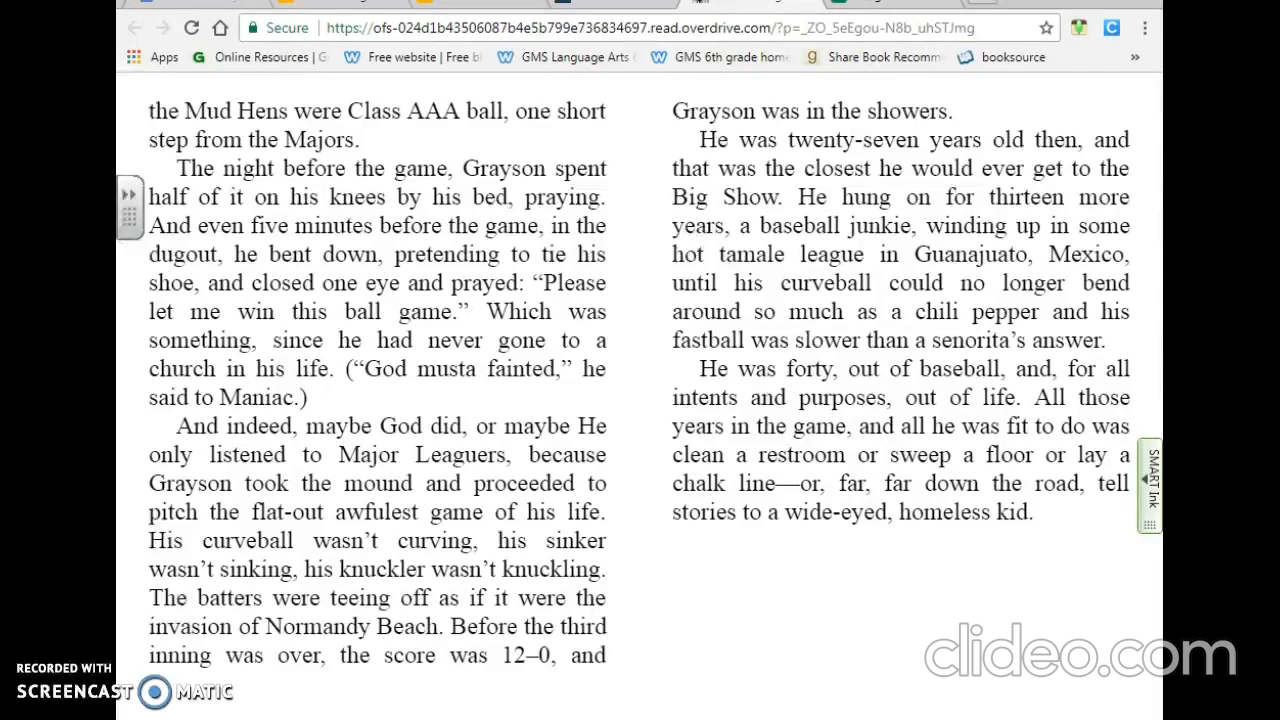 Secure
https://ofs-024d1b43506087b4e5b799e736834697.read.overdrive.com/?p=_ZO_5eEgou-N8b_uhSTJmg
Apps
Online Resources | G
Free website | Free bl
GMS Language Arts
GMS 6th grade home
Share Book Recomm
booksource
the Mud Hens were Class AAA ball, one short
step from the Majors.
The night before the game, Grayson spent
half of it on his knees by his bed, praying.
And even five minutes before the game, in the
dugout, he bent down, pretending to tie his
shoe, and closed one eye and prayed: “Please
let me win this ball game.” Which was
something, since he had never gone to a
church in his life. (“God musta fainted,” he
said to Maniac.)
And indeed, maybe God did, or maybe He
only listened to Major Leaguers, because
Grayson took the mound and proceeded to
pitch the flat-out awfulest game of his life.
His curveball wasn’t curving, his sinker
wasn’t sinking, his knuckler wasn’t knuckling.
The batters were teeing off as if it were the
invasion of Normandy Beach. Before the third
inning was over, the score was 12–0, and
Grayson was in the showers.
He was twenty-seven years old then, and
that was the closest he would ever get to the
Big Show. He hung on for thirteen more
years, a baseball junkie, winding up in some
hot tamale league in Guanajuato, Mexico,
until his curveball could no longer bend
around so much as a chili pepper and his
fastball was slower than a senorita’s answer.
He was forty, out of baseball, and, for all
intents and purposes, out of life. All those
years in the game, and all he was fit to do was
clean a restroom or sweep a floor or lay a
chalk line—or, far, far down the road, tell
stories to a wide-eyed, homeless kid.
SMART Ink
RECORDED WITH
SCREENCAST MATIC
clideo.com